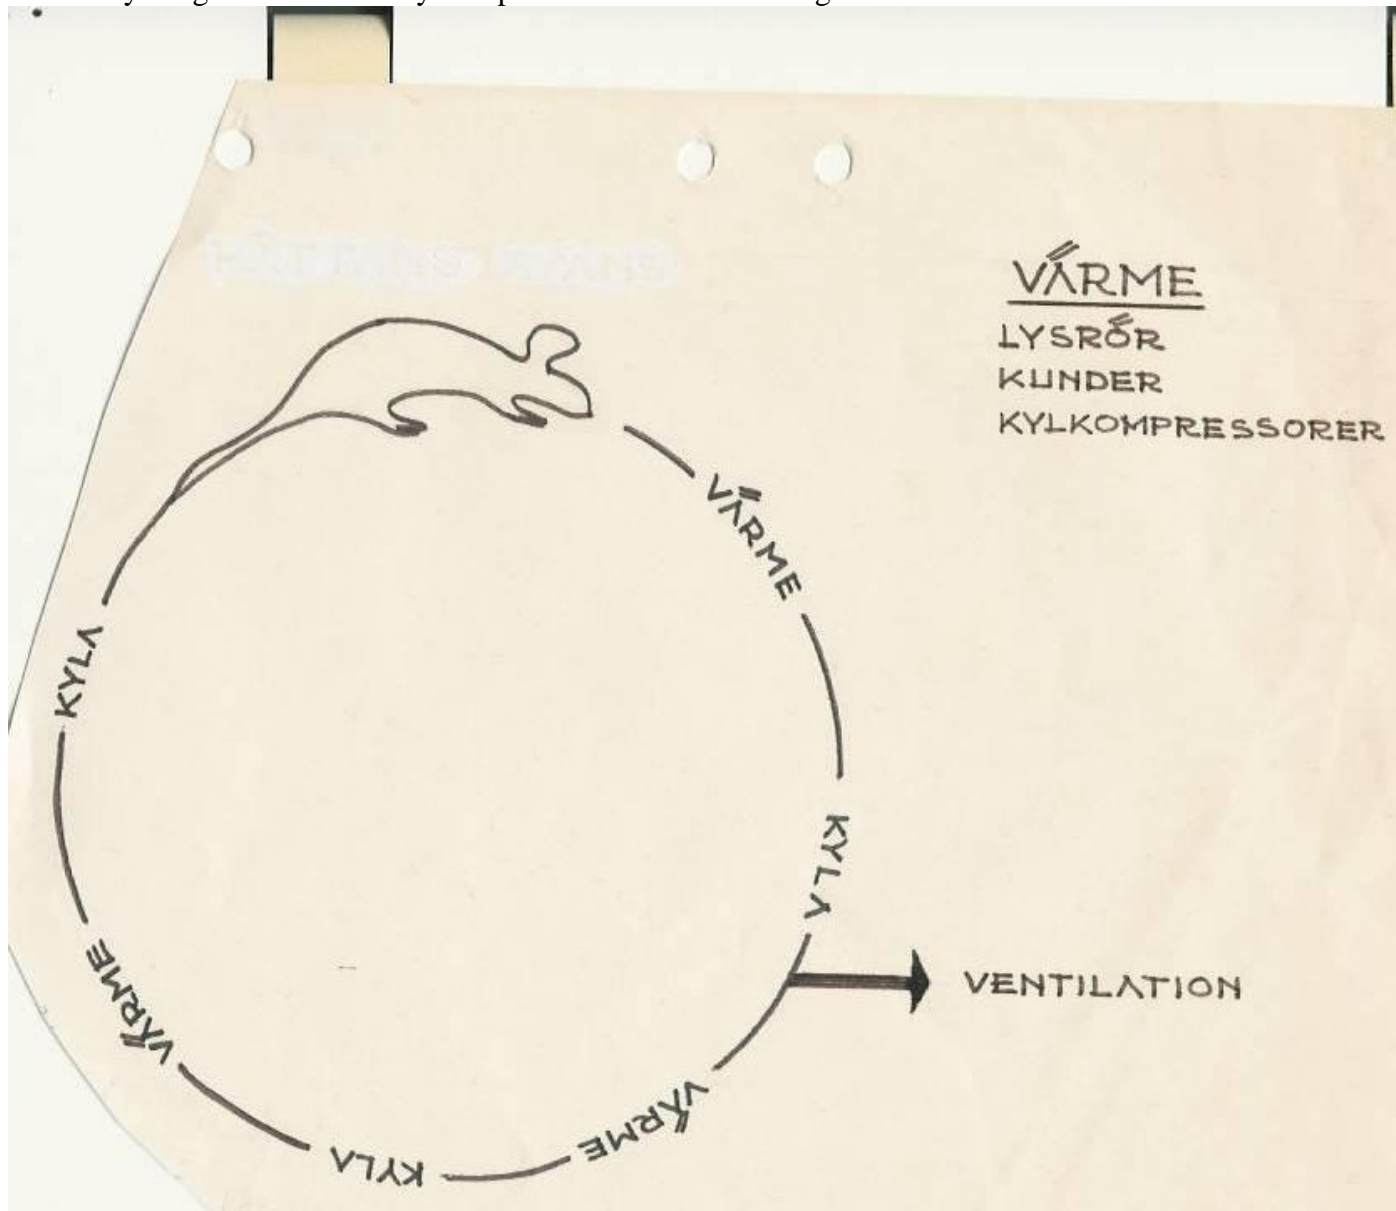 VÄRME
LYSRÖR
KUNDER
KYLKOMPRESSORER
VÄRME
KYLA
VENTILATION
VÄRME
KYLA
VÄRME
KYLA